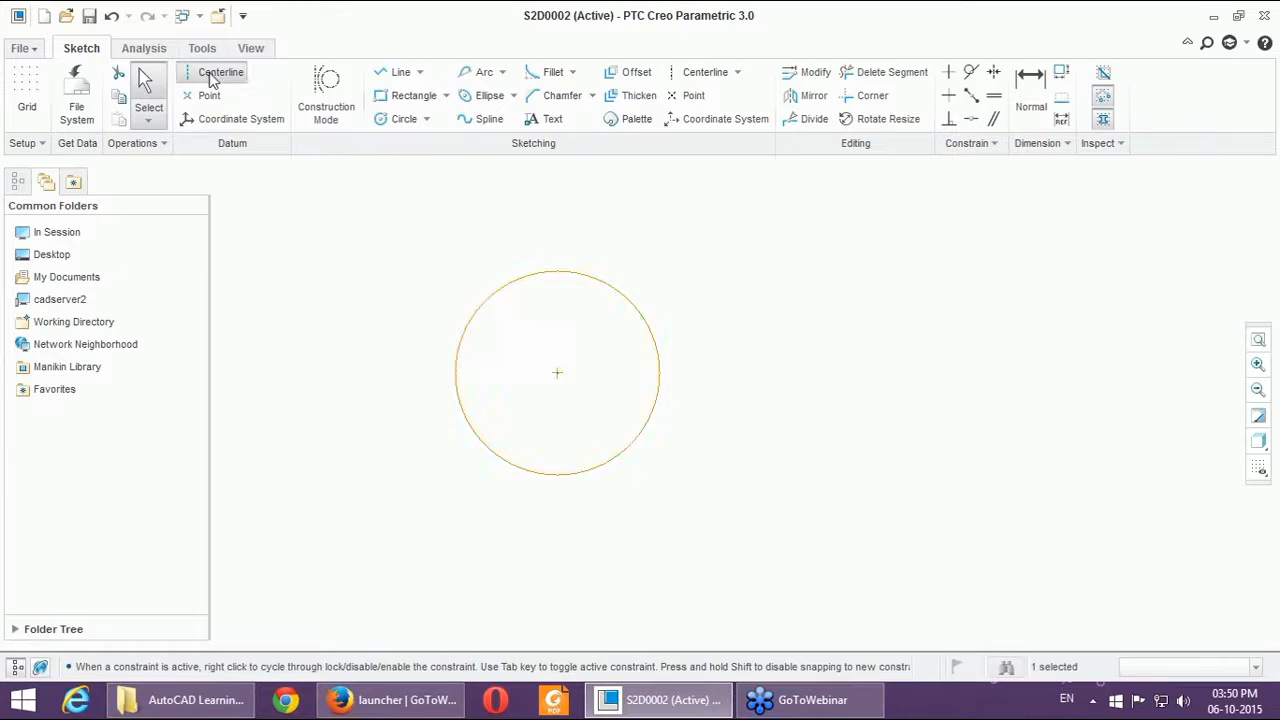 S2D0002 (Active) - PTC Creo Parametric 3.0
File Sketch Analysis Tools View
Centerline Line Arc Fillet Offset Centerline Modify Delete Segment
Point Rectangle Ellipse Chamfer Thicken Point Mirror Corner
Grid File System Select Coordinate System Construction Mode Circle Spline Text Palette Coordinate System Divide Rotate Resize Normal REF
Setup Get Data Operations Datum Sketching Editing Constrain Dimension Inspect
Common Folders
In Session
Desktop
My Documents
cadserver2
Working Directory
Network Neighborhood
Manikin Library
Favorites
Folder Tree
• When a constraint is active, right click to cycle through lock/disable/enable the constraint. Use Tab key to toggle active constraint. Press and hold Shift to disable snapping to new constra
1 selected
AutoCAD Learnin... launcher | GoToW... PDF S2D0002 (Active) ... GoToWebinar EN 03:50 PM
06-10-2015